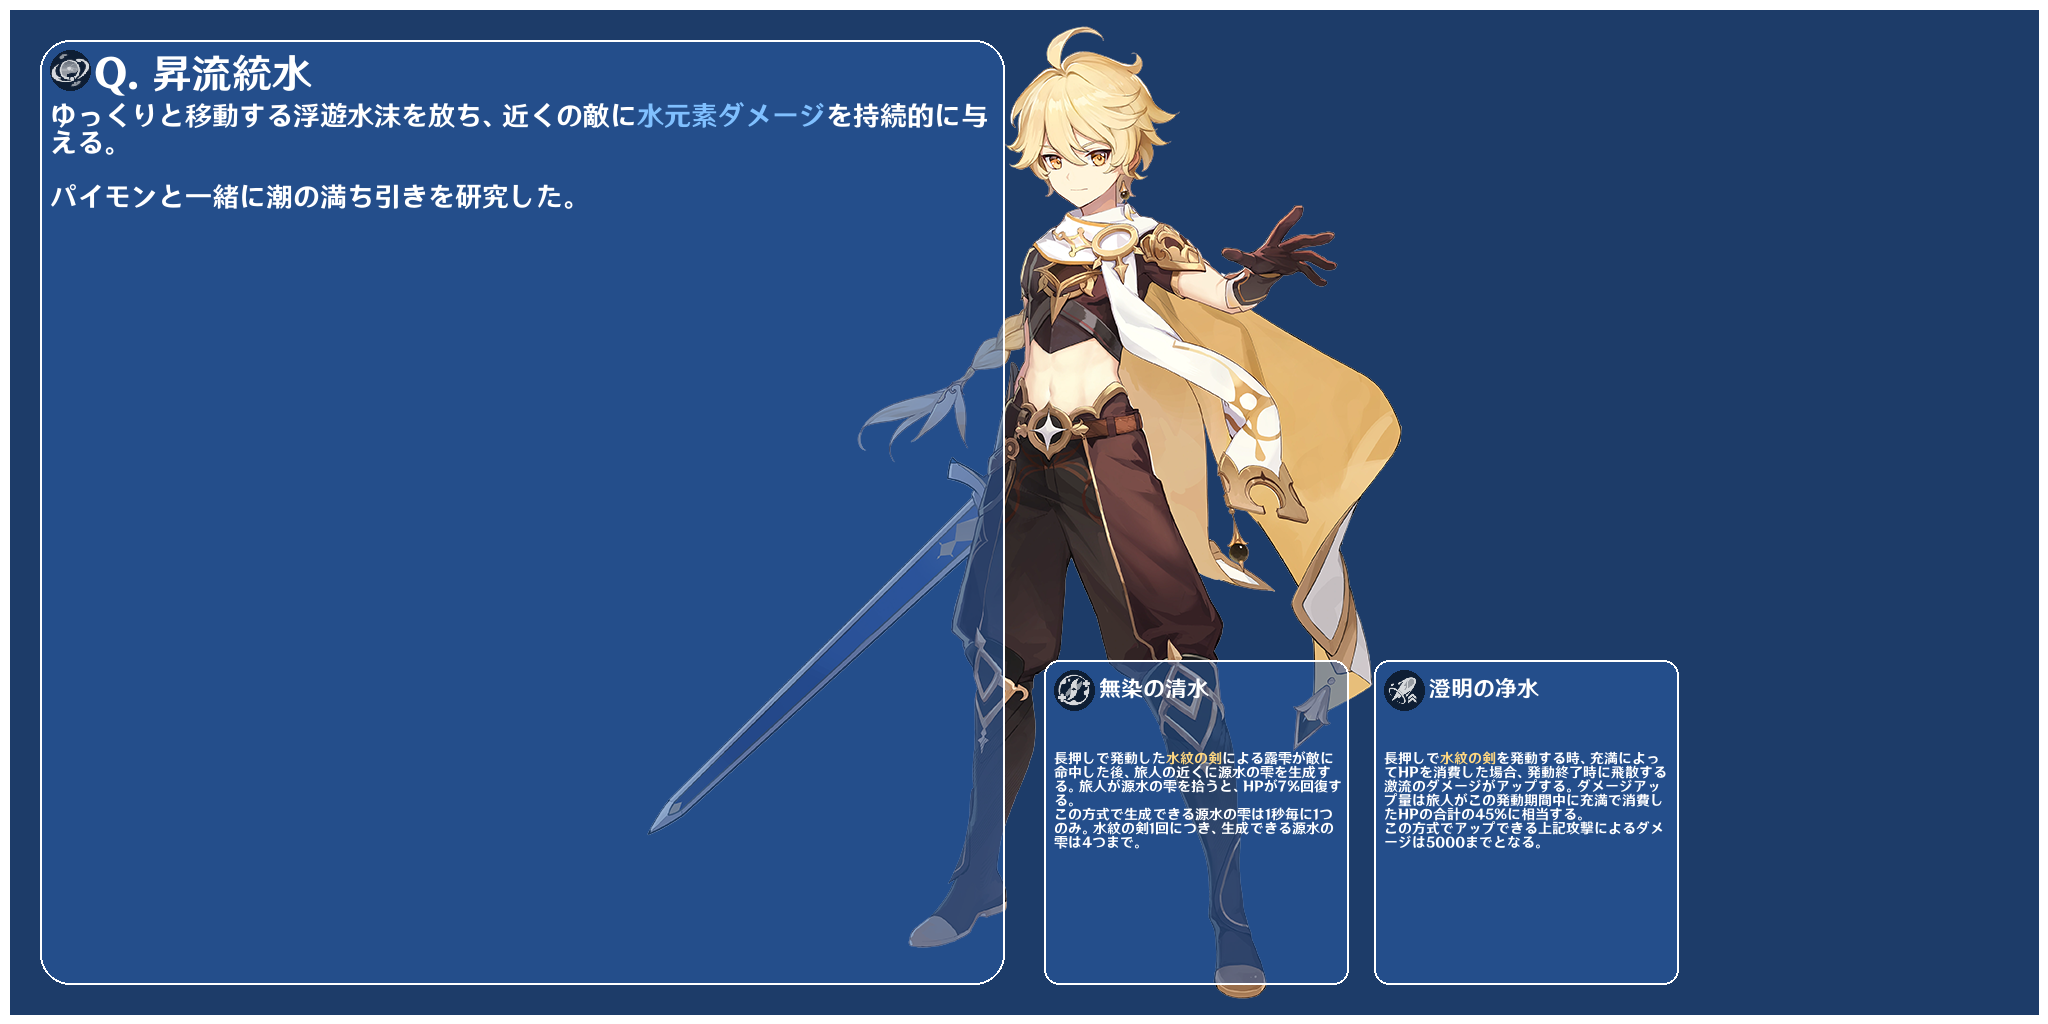 Q. 昇流統水
ゆっくりと移動する浮遊水沫を放ち、近くの敵に水元素ダメージを持続的に与
える。
パイモンと一緒に潮の満ち引きを研究した。
無染の清水
長押しで発動した水紋の剣による露雫が敵に
命中した後、旅人の近くに源水の雫を生成す
る。旅人が源水の雫を拾うと、HPが7%回復す
る。
この方式で生成できる源水の雫は1秒毎に1つ
のみ。水紋の剣1回につき、生成できる源水の
雫は4つまで。
澄明の净水
長押しで水紋の剣を発動する時、充満によっ
てHPを消費した場合、発動終了時に飛散する
激流のダメージがアップする。ダメージアッ
プ量は旅人がこの発動期間中に充満で消費し
たHPの合計の45%に相当する。
この方式でアップできる上記攻撃によるダメ
ージは5000までとなる。